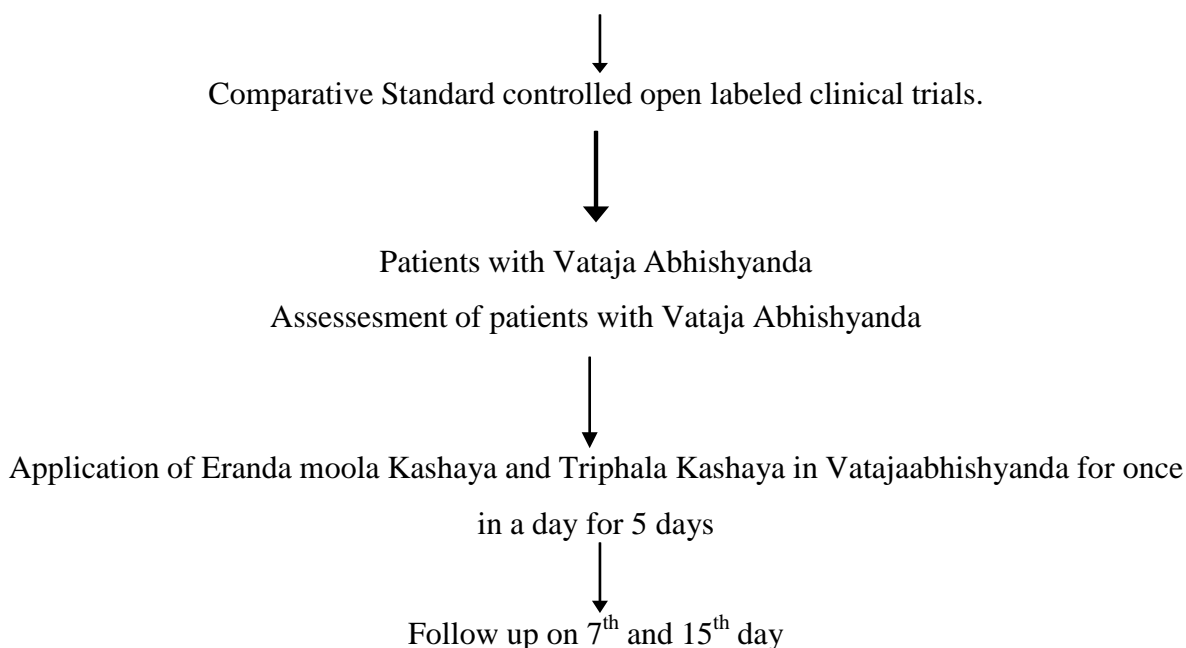 Comparative Standard controlled open labeled clinical trials.
Patients with Vataja Abhishyanda
Assessesment of patients with Vataja Abhishyanda
Application of Eranda moola Kashaya and Triphala Kashaya in Vatajaabhishyanda for once
in a day for 5 days
Follow up on 7th and 15th day